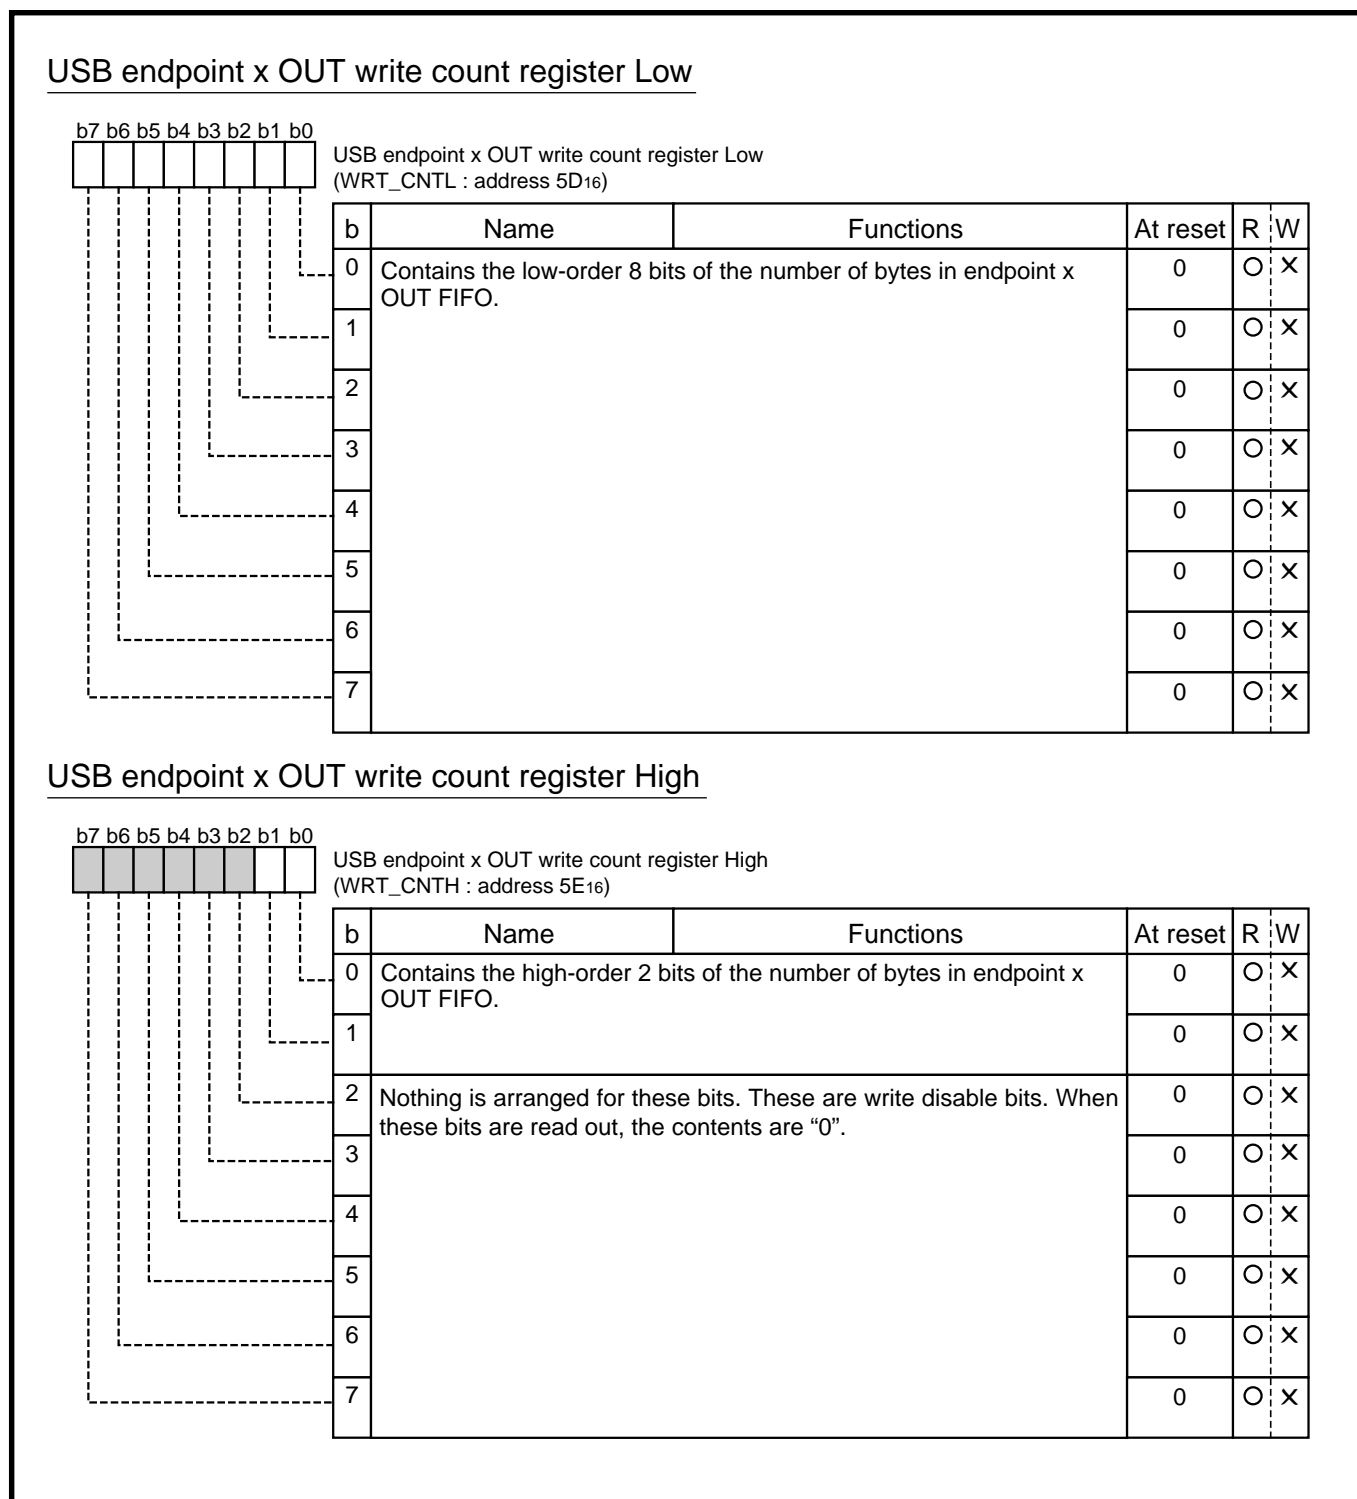 USB endpoint x OUT write count register Low
b7 b6 b5 b4 b3 b2 b1 b0
USB endpoint x OUT write count register Low
(WRT_CNTL : address 5D16)
b Name Functions At reset R W
0 Contains the low-order 8 bits of the number of bytes in endpoint x 0 O X
OUT FIFO.
1 0 O X
2 0 O X
3 0 O X
4 0 O X
5 0 O X
6 0 O X
7 0 O X
USB endpoint x OUT write count register High
b7 b6 b5 b4 b3 b2 b1 b0
USB endpoint x OUT write count register High
(WRT_CNTH : address 5E16)
b Name Functions At reset R W
0 Contains the high-order 2 bits of the number of bytes in endpoint x 0 O X
OUT FIFO.
1 0 O X
2 Nothing is arranged for these bits. These are write disable bits. When 0 O X
these bits are read out, the contents are “0”.
3 0 O X
4 0 O X
5 0 O X
6 0 O X
7 0 O X